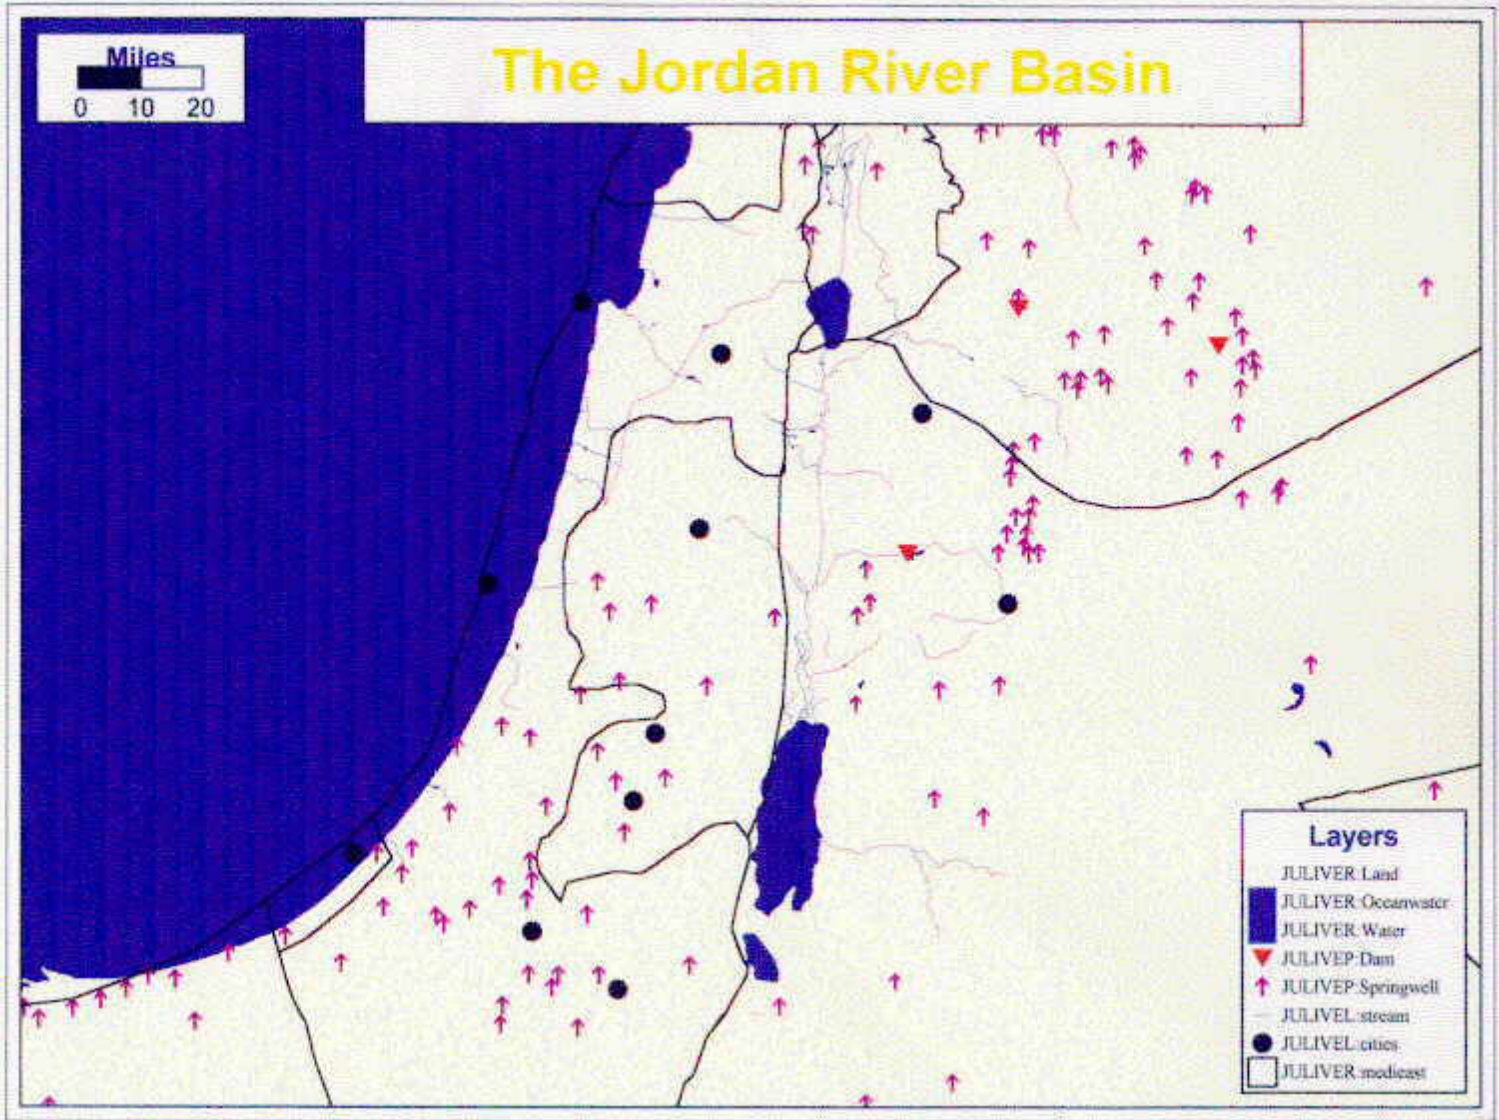 Miles
0 10 20
The Jordan River Basin
Layers
JULIVER:Land
JULIVER:Oceanwater
JULIVER:Water
JULIVEP:Dam
JULIVEP:Springwell
JULIVEL:stream
JULIVEL:cities
JULIVER:medieast